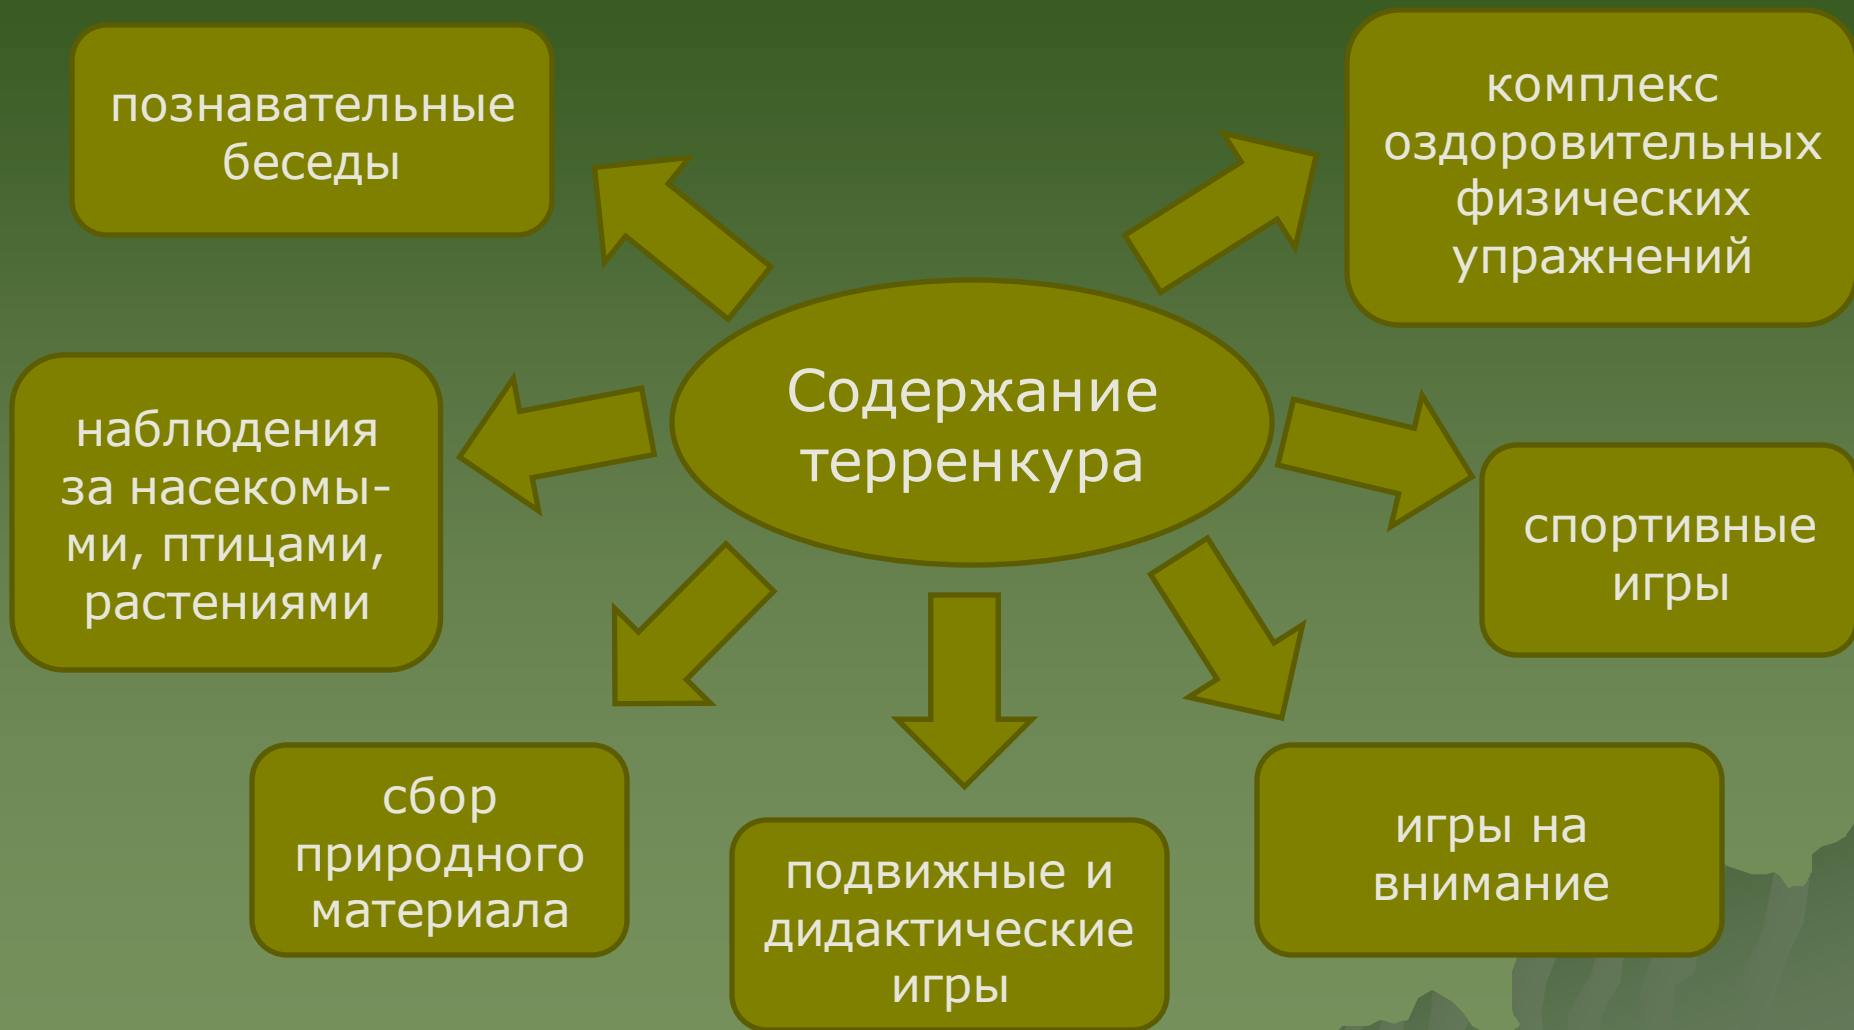 познавательные
беседы
комплекс
оздоровительных
физических
упражнений
Содержание
терренкура
наблюдения
за насекомы-
ми, птицами,
растениями
спортивные
игры
сбор
природного
материала
подвижные и
дидактические
игры
игры на
внимание